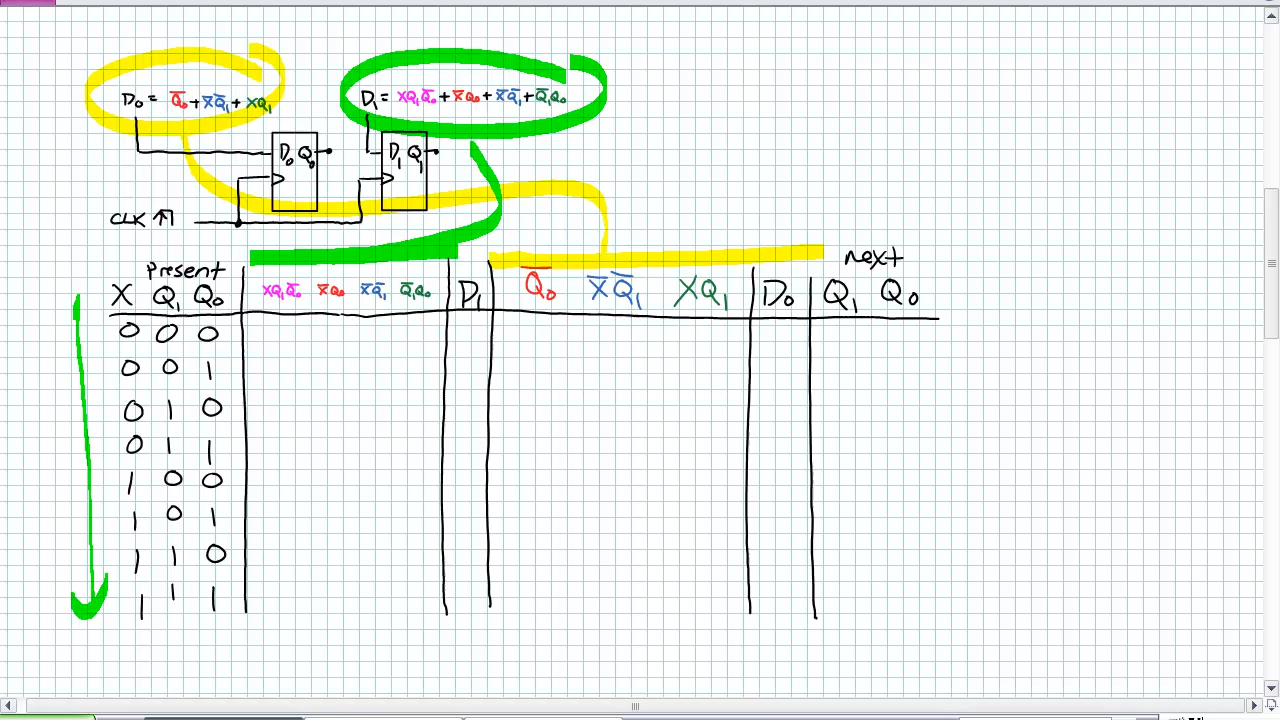 D₀ = Q̅₀ + X̅Q̅₁ + XQ₁ D₁ = XQ₁Q̅₀ + X̅Q₀ + X̅Q̅₁ + Q̅₁Q₀
D₀ Q₀ D₁ Q₁
CLK ↑
Present next
X Q₁ Q₀ XQ₁Q̅₀ X̅Q₀ X̅Q̅₁ Q̅₁Q₀ D₁ Q̅₀ X̅Q̅₁ XQ₁ D₀ Q₁ Q₀
0 0 0
0 0 1
0 1 0
0 1 1
1 0 0
1 0 1
1 1 0
1 1 1